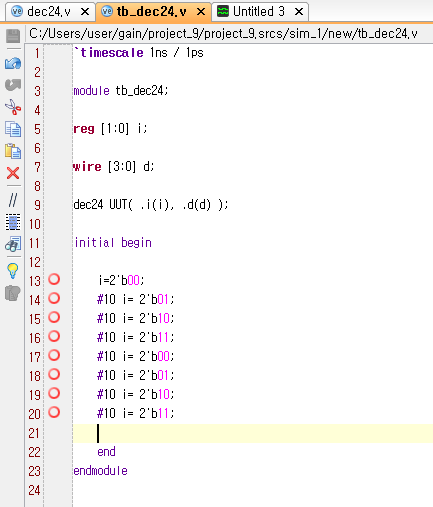 dec24.v tb_dec24.v Untitled 3
C:/Users/user/gain/project_9/project_9.srcs/sim_1/new/tb_dec24.v
1 `timescale 1ns / 1ps
2
3 module tb_dec24;
4
5 reg [1:0] i;
6
7 wire [3:0] d;
8
9 dec24 UUT( .i(i), .d(d) );
10
11 initial begin
12
13 i=2'b00;
14 #10 i= 2'b01;
15 #10 i= 2'b10;
16 #10 i= 2'b11;
17 #10 i= 2'b00;
18 #10 i= 2'b01;
19 #10 i= 2'b10;
20 #10 i= 2'b11;
21
22 end
23 endmodule
24